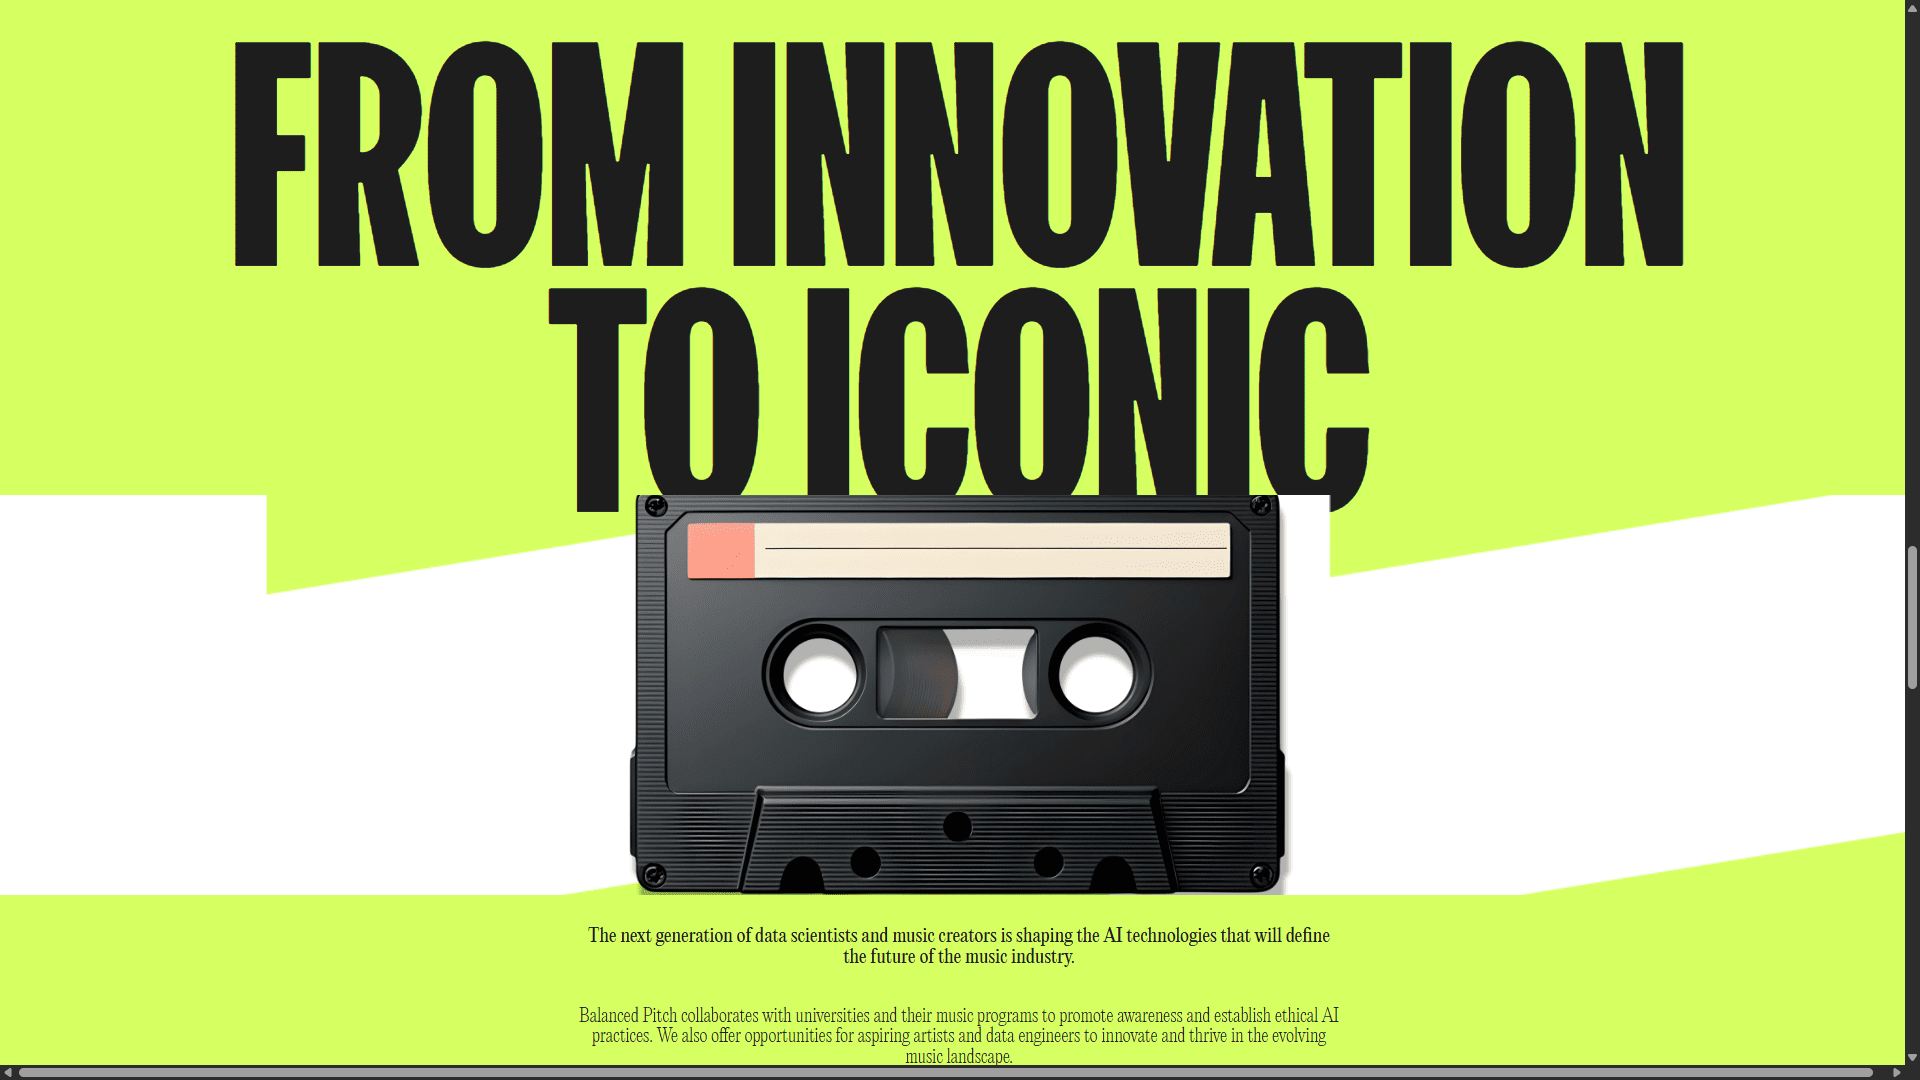 FROM INNOVATION
TO ICONIC
The next generation of data scientists and music creators is shaping the AI technologies that will define
the future of the music industry.
Balanced Pitch collaborates with universities and their music programs to promote awareness and establish ethical AI
practices. We also offer opportunities for aspiring artists and data engineers to innovate and thrive in the evolving
music landscape.